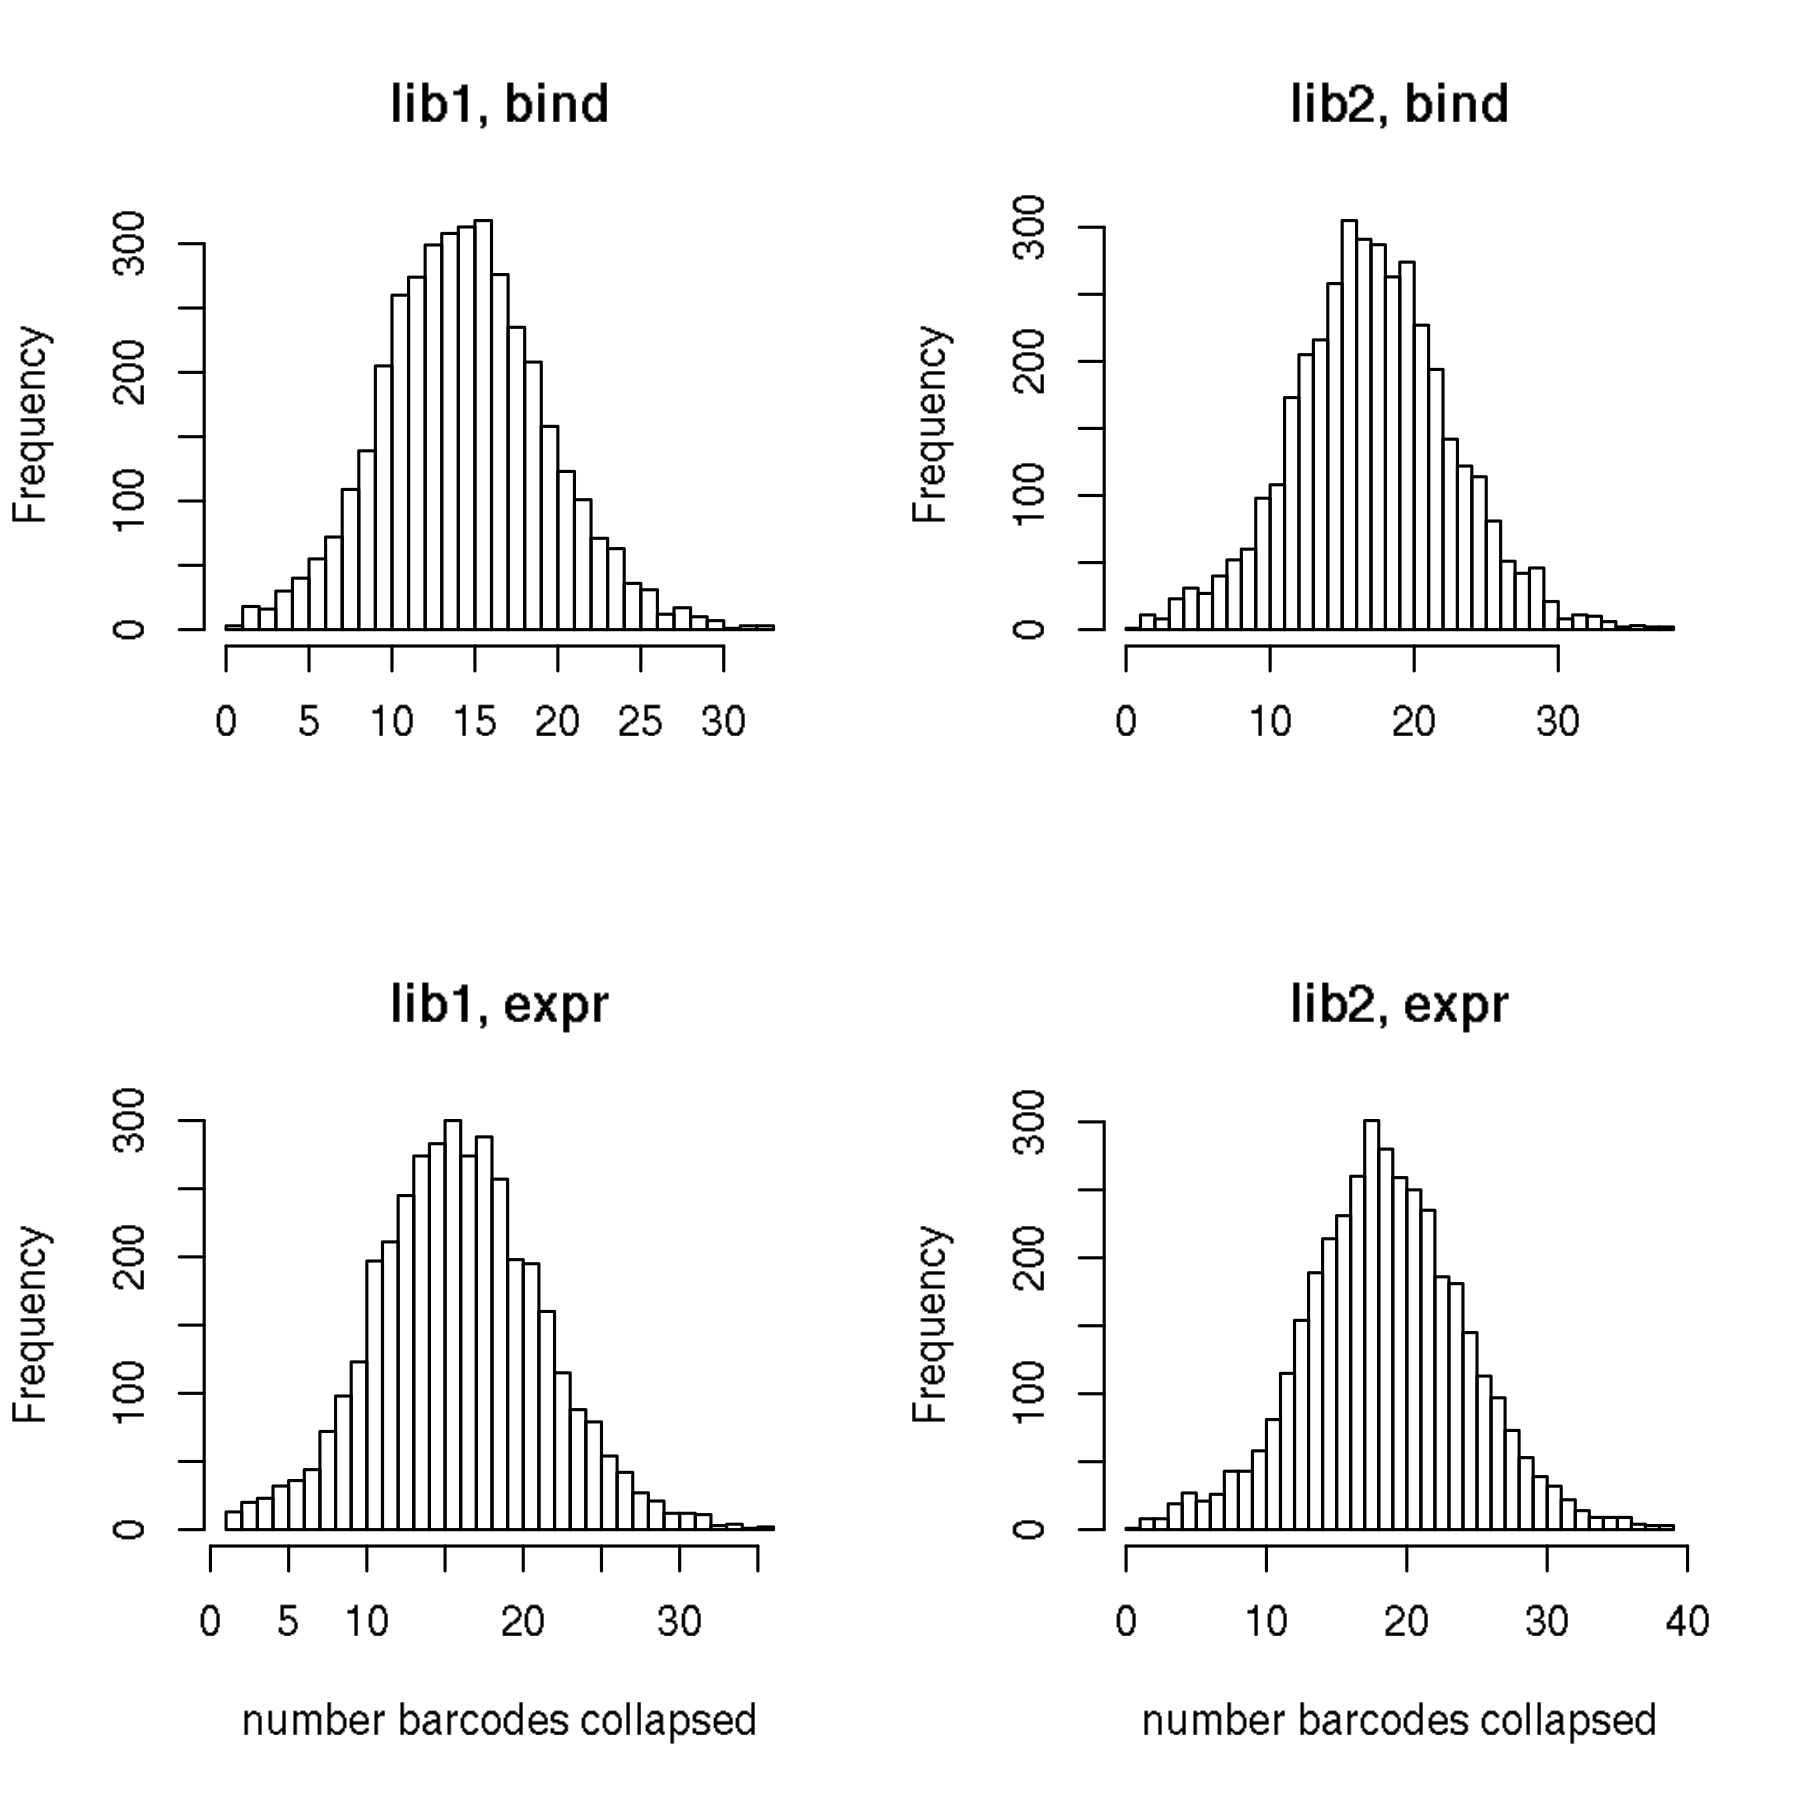 lib1, bind
Frequency
0 100 200 300
0 5 10 15 20 25 30
lib2, bind
Frequency
0 100 200 300
0 10 20 30
lib1, expr
Frequency
0 100 200 300
0 5 10 20 30
number barcodes collapsed
lib2, expr
Frequency
0 100 200 300
0 10 20 30 40
number barcodes collapsed